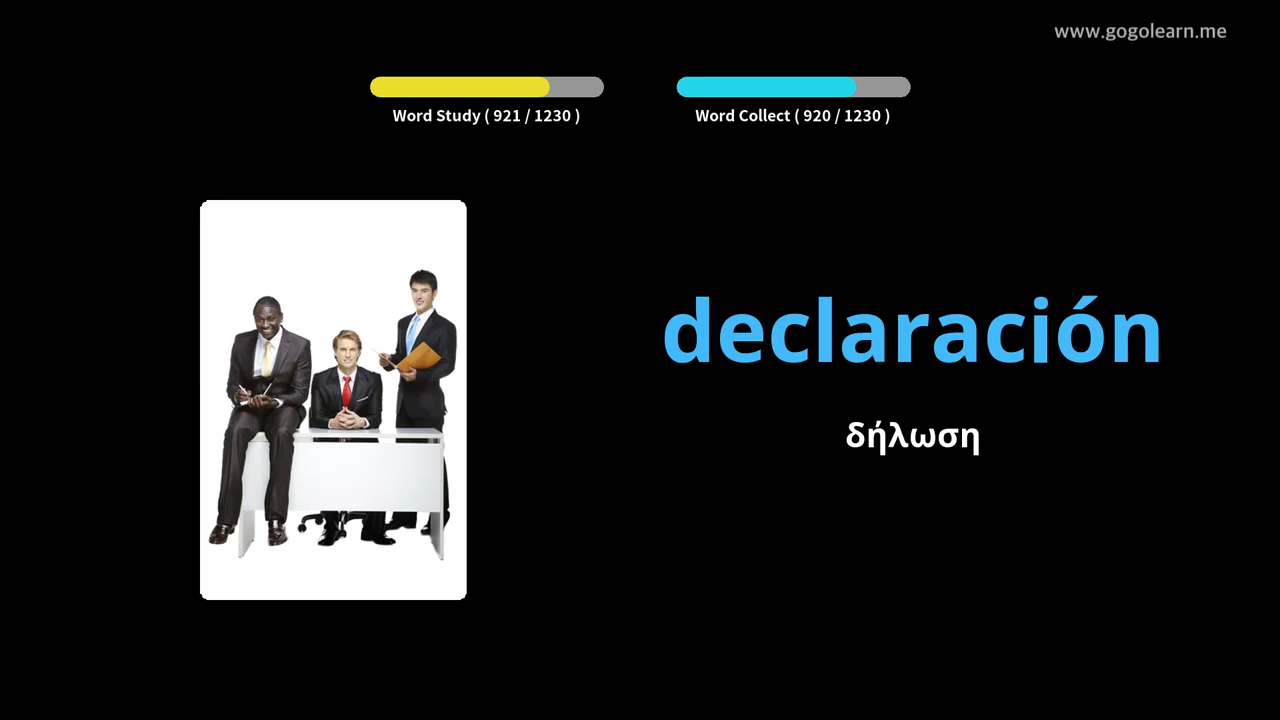 www.gogolearn.me
Word Study ( 921 / 1230 )
Word Collect ( 920 / 1230 )
declaración
δήλωση